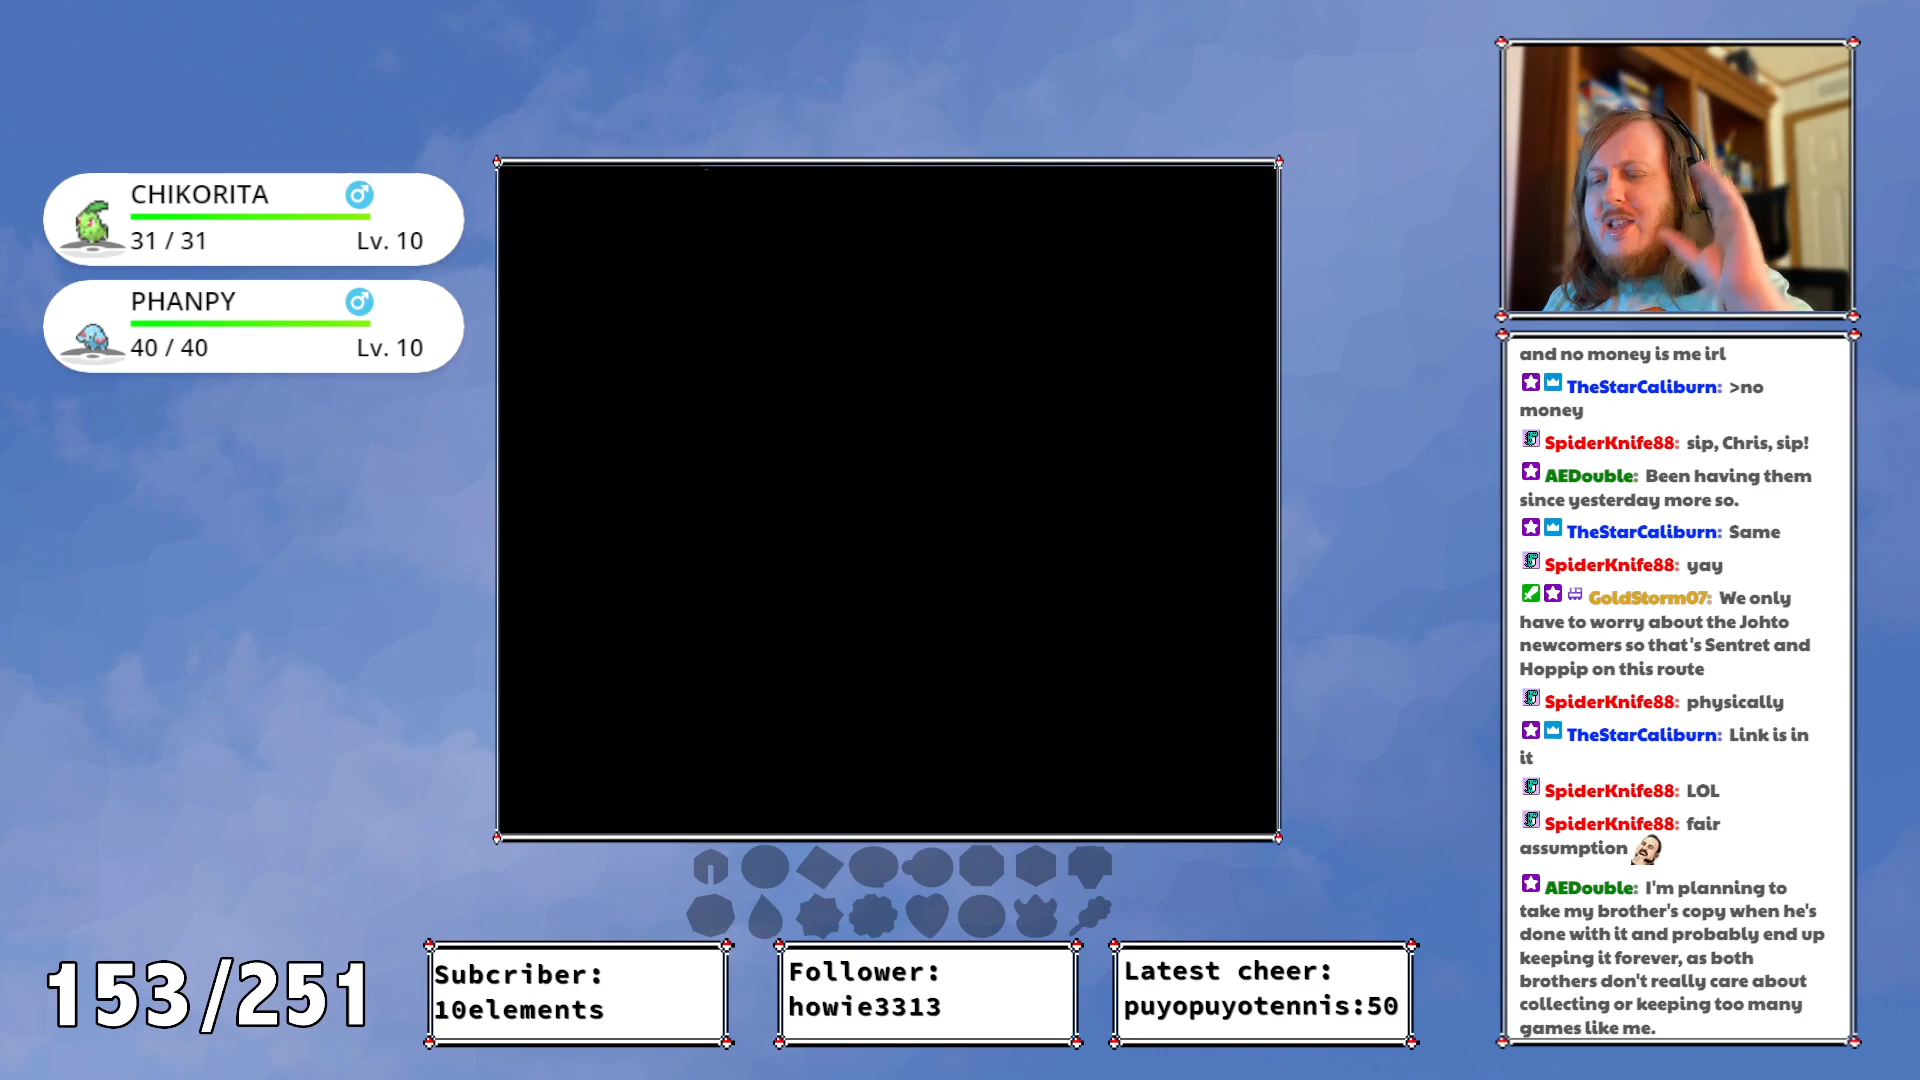 CHIKORITA
31 / 31 Lv. 10
PHANPY
40 / 40 Lv. 10
and no money is me irl
TheStarCaliburn: >no
money
SpiderKnife88: sip, Chris, sip!
AEDouble: Been having them
since yesterday more so.
TheStarCaliburn: Same
SpiderKnife88: yay
GoldStorm07: We only
have to worry about the Johto
newcomers so that's Sentret and
Hoppip on this route
SpiderKnife88: physically
TheStarCaliburn: Link is in
it
SpiderKnife88: LOL
SpiderKnife88: fair
assumption
AEDouble: I'm planning to
take my brother's copy when he's
done with it and probably end up
keeping it forever, as both
brothers don't really care about
collecting or keeping too many
games like me.
153/251
Subcriber:
10elements
Follower:
howie3313
Latest cheer:
puyopuyotennis:50